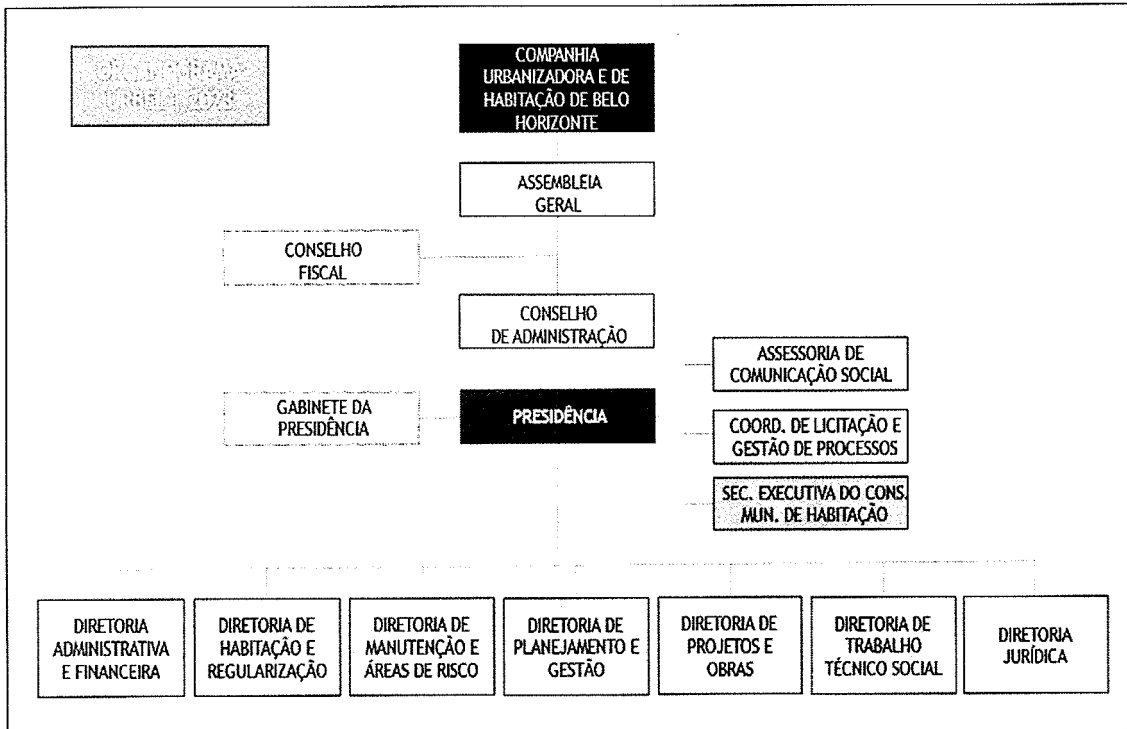 ORGANOGRAMA
URBEL | 2023
COMPANHIA
URBANIZADORA E DE
HABITAÇÃO DE BELO
HORIZONTE
ASSEMBLEIA
GERAL
CONSELHO
FISCAL
CONSELHO
DE ADMINISTRAÇÃO
ASSESSORIA DE
COMUNICAÇÃO SOCIAL
GABINETE DA
PRESIDÊNCIA
PRESIDÊNCIA
COORD. DE LICITAÇÃO E
GESTÃO DE PROCESSOS
SEC. EXECUTIVA DO CONS.
MUN. DE HABITAÇÃO
DIRETORIA
ADMINISTRATIVA
E FINANCEIRA
DIRETORIA DE
HABITAÇÃO E
REGULARIZAÇÃO
DIRETORIA DE
MANUTENÇÃO E
ÁREAS DE RISCO
DIRETORIA DE
PLANEJAMENTO E
GESTÃO
DIRETORIA DE
PROJETOS E
OBRAS
DIRETORIA DE
TRABALHO
TÉCNICO SOCIAL
DIRETORIA
JURÍDICA